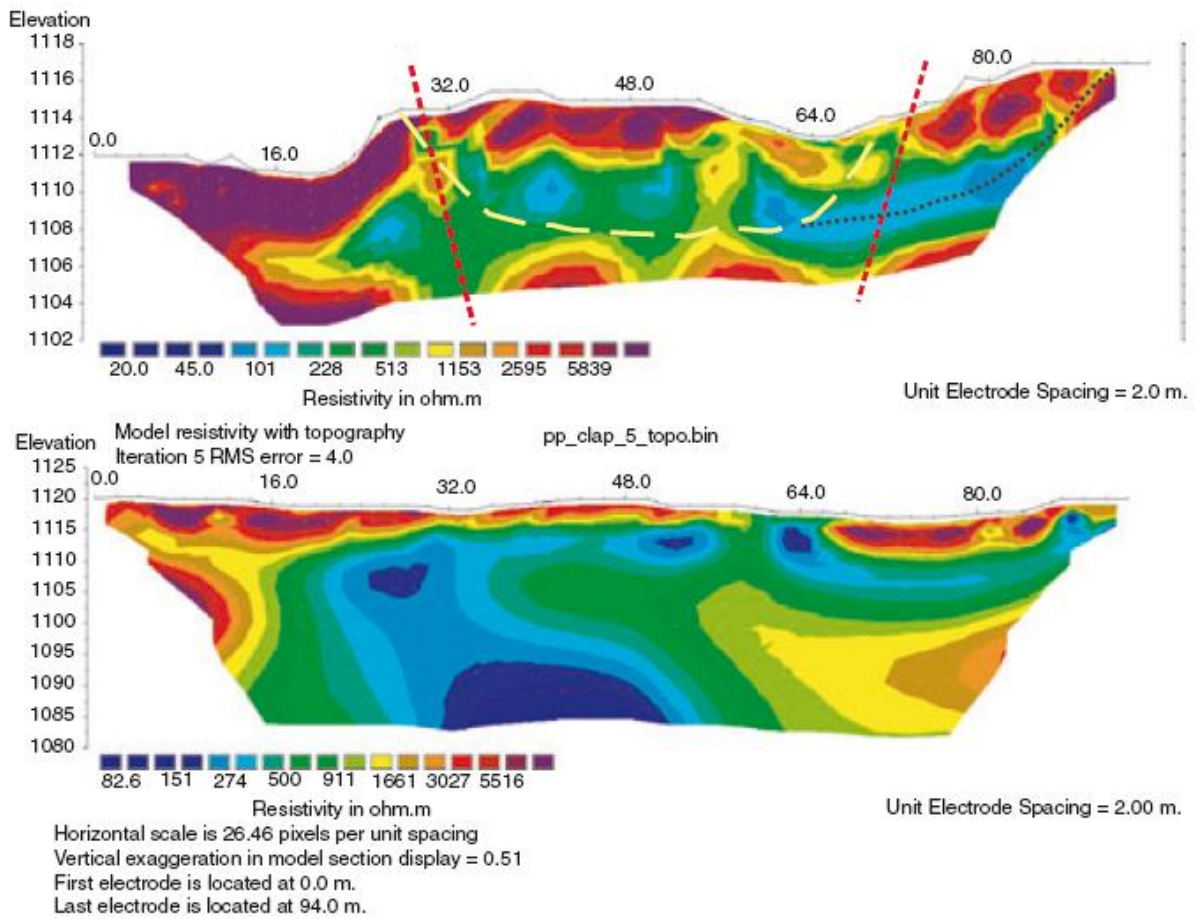 Elevation
1118
1116
1114
1112
1110
1108
1106
1104
1102
0.0
16.0
32.0
48.0
64.0
80.0
20.0 45.0 101 228 513 1153 2595 5839
Resistivity in ohm.m
Unit Electrode Spacing = 2.0 m.
Elevation
Model resistivity with topography
pp_clap_5_topo.bin
Iteration 5 RMS error = 4.0
1125
1120
1115
1110
1105
1100
1095
1090
1085
1080
0.0 16.0 32.0 48.0 64.0 80.0
82.6 151 274 500 911 1661 3027 5516
Resistivity in ohm.m
Unit Electrode Spacing = 2.00 m.
Horizontal scale is 26.46 pixels per unit spacing
Vertical exaggeration in model section display = 0.51
First electrode is located at 0.0 m.
Last electrode is located at 94.0 m.